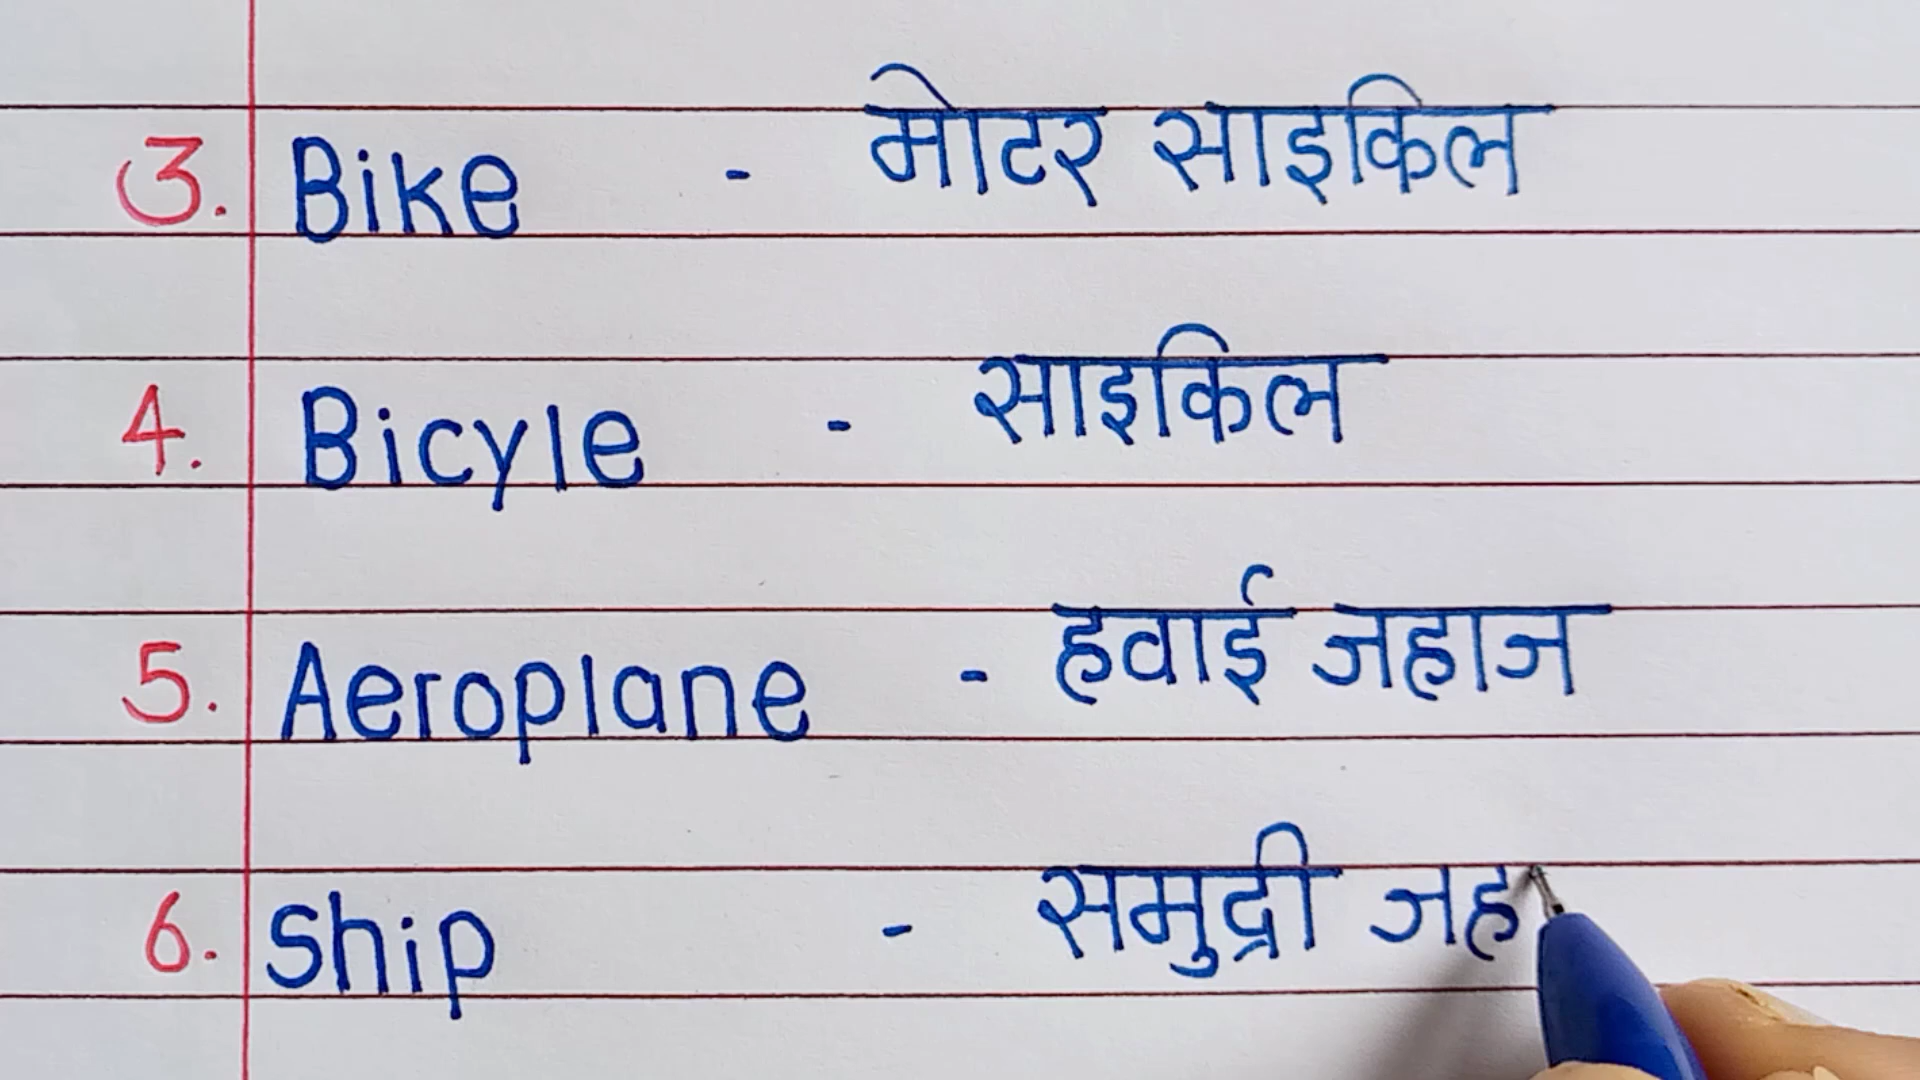 3. Bike - मोटर साइकिल
4. Bicyle - साइकिल
5. Aeroplane - हवाई जहाज
6. Ship - समुद्री जह